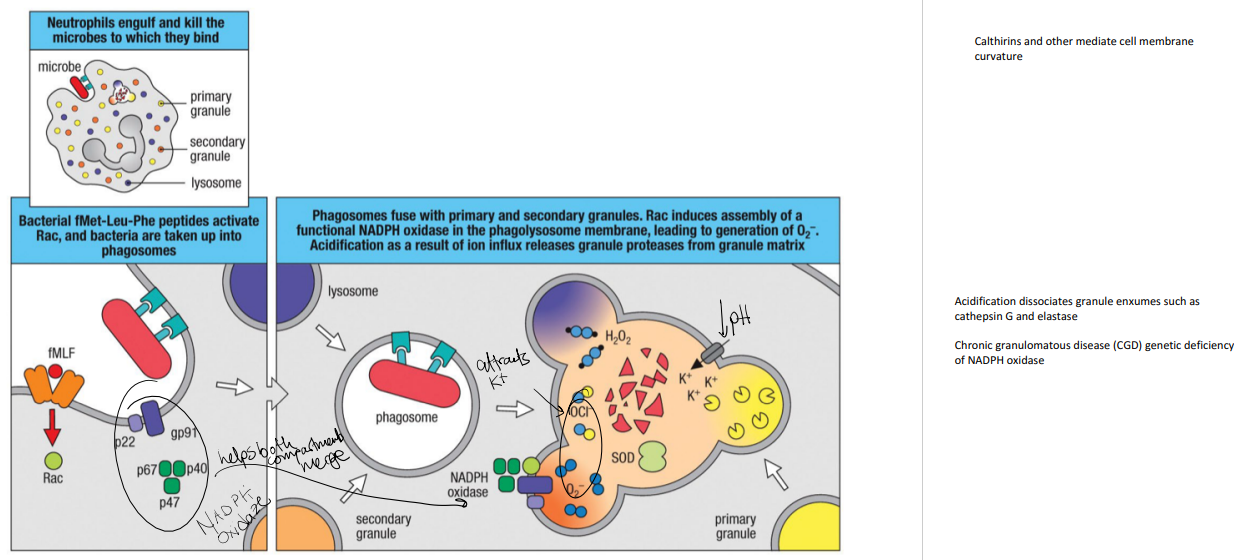 Neutrophils engulf and kill the
microbes to which they bind
microbe
primary
granule
secondary
granule
lysosome
Bacterial fMet-Leu-Phe peptides activate
Rac, and bacteria are taken up into
phagosomes
fMLF
Rac
p22
gp91
p67
p40
p47
NADPH
oxidase
helps both
compartment
merge
Phagosomes fuse with primary and secondary granules. Rac induces assembly of a
functional NADPH oxidase in the phagolysosome membrane, leading to generation of O₂⁻.
Acidification as a result of ion influx releases granule proteases from granule matrix
lysosome
phagosome
attracts
K⁺
↓pH
H₂O₂
K⁺
K⁺
K⁺
OCl⁻
SOD
NADPH
oxidase
O₂⁻
secondary
granule
primary
granule
Calthirins and other mediate cell membrane
curvature
Acidification dissociates granule enxumes such as
cathepsin G and elastase
Chronic granulomatous disease (CGD) genetic deficiency
of NADPH oxidase